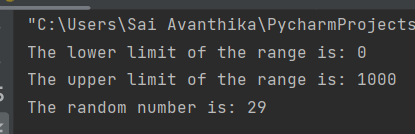 "C:\Users\Sai Avanthika\PycharmProjects
The lower limit of the range is: 0
The upper limit of the range is: 1000
The random number is: 29